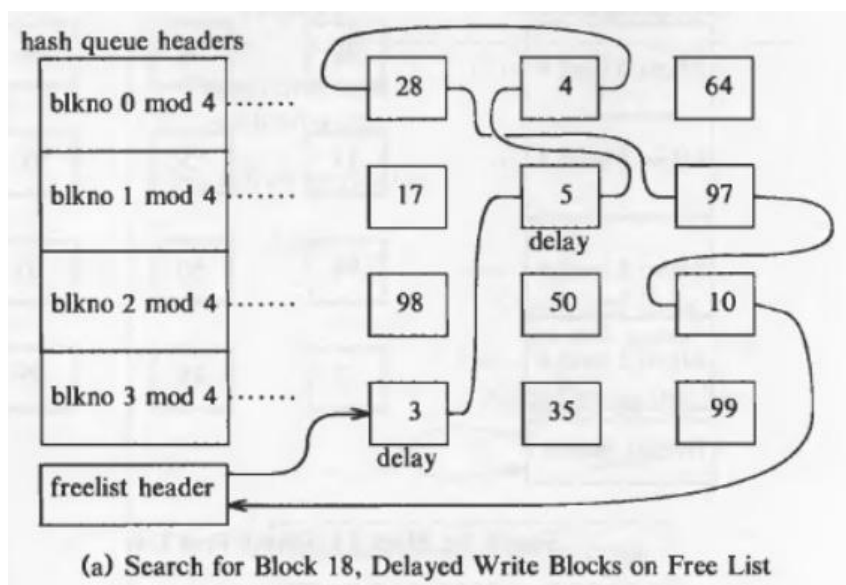 hash queue headers
blkno 0 mod 4 28 4 64
blkno 1 mod 4 17 5 97
delay
blkno 2 mod 4 98 50 10
blkno 3 mod 4 3 35 99
delay
freelist header
(a) Search for Block 18, Delayed Write Blocks on Free List